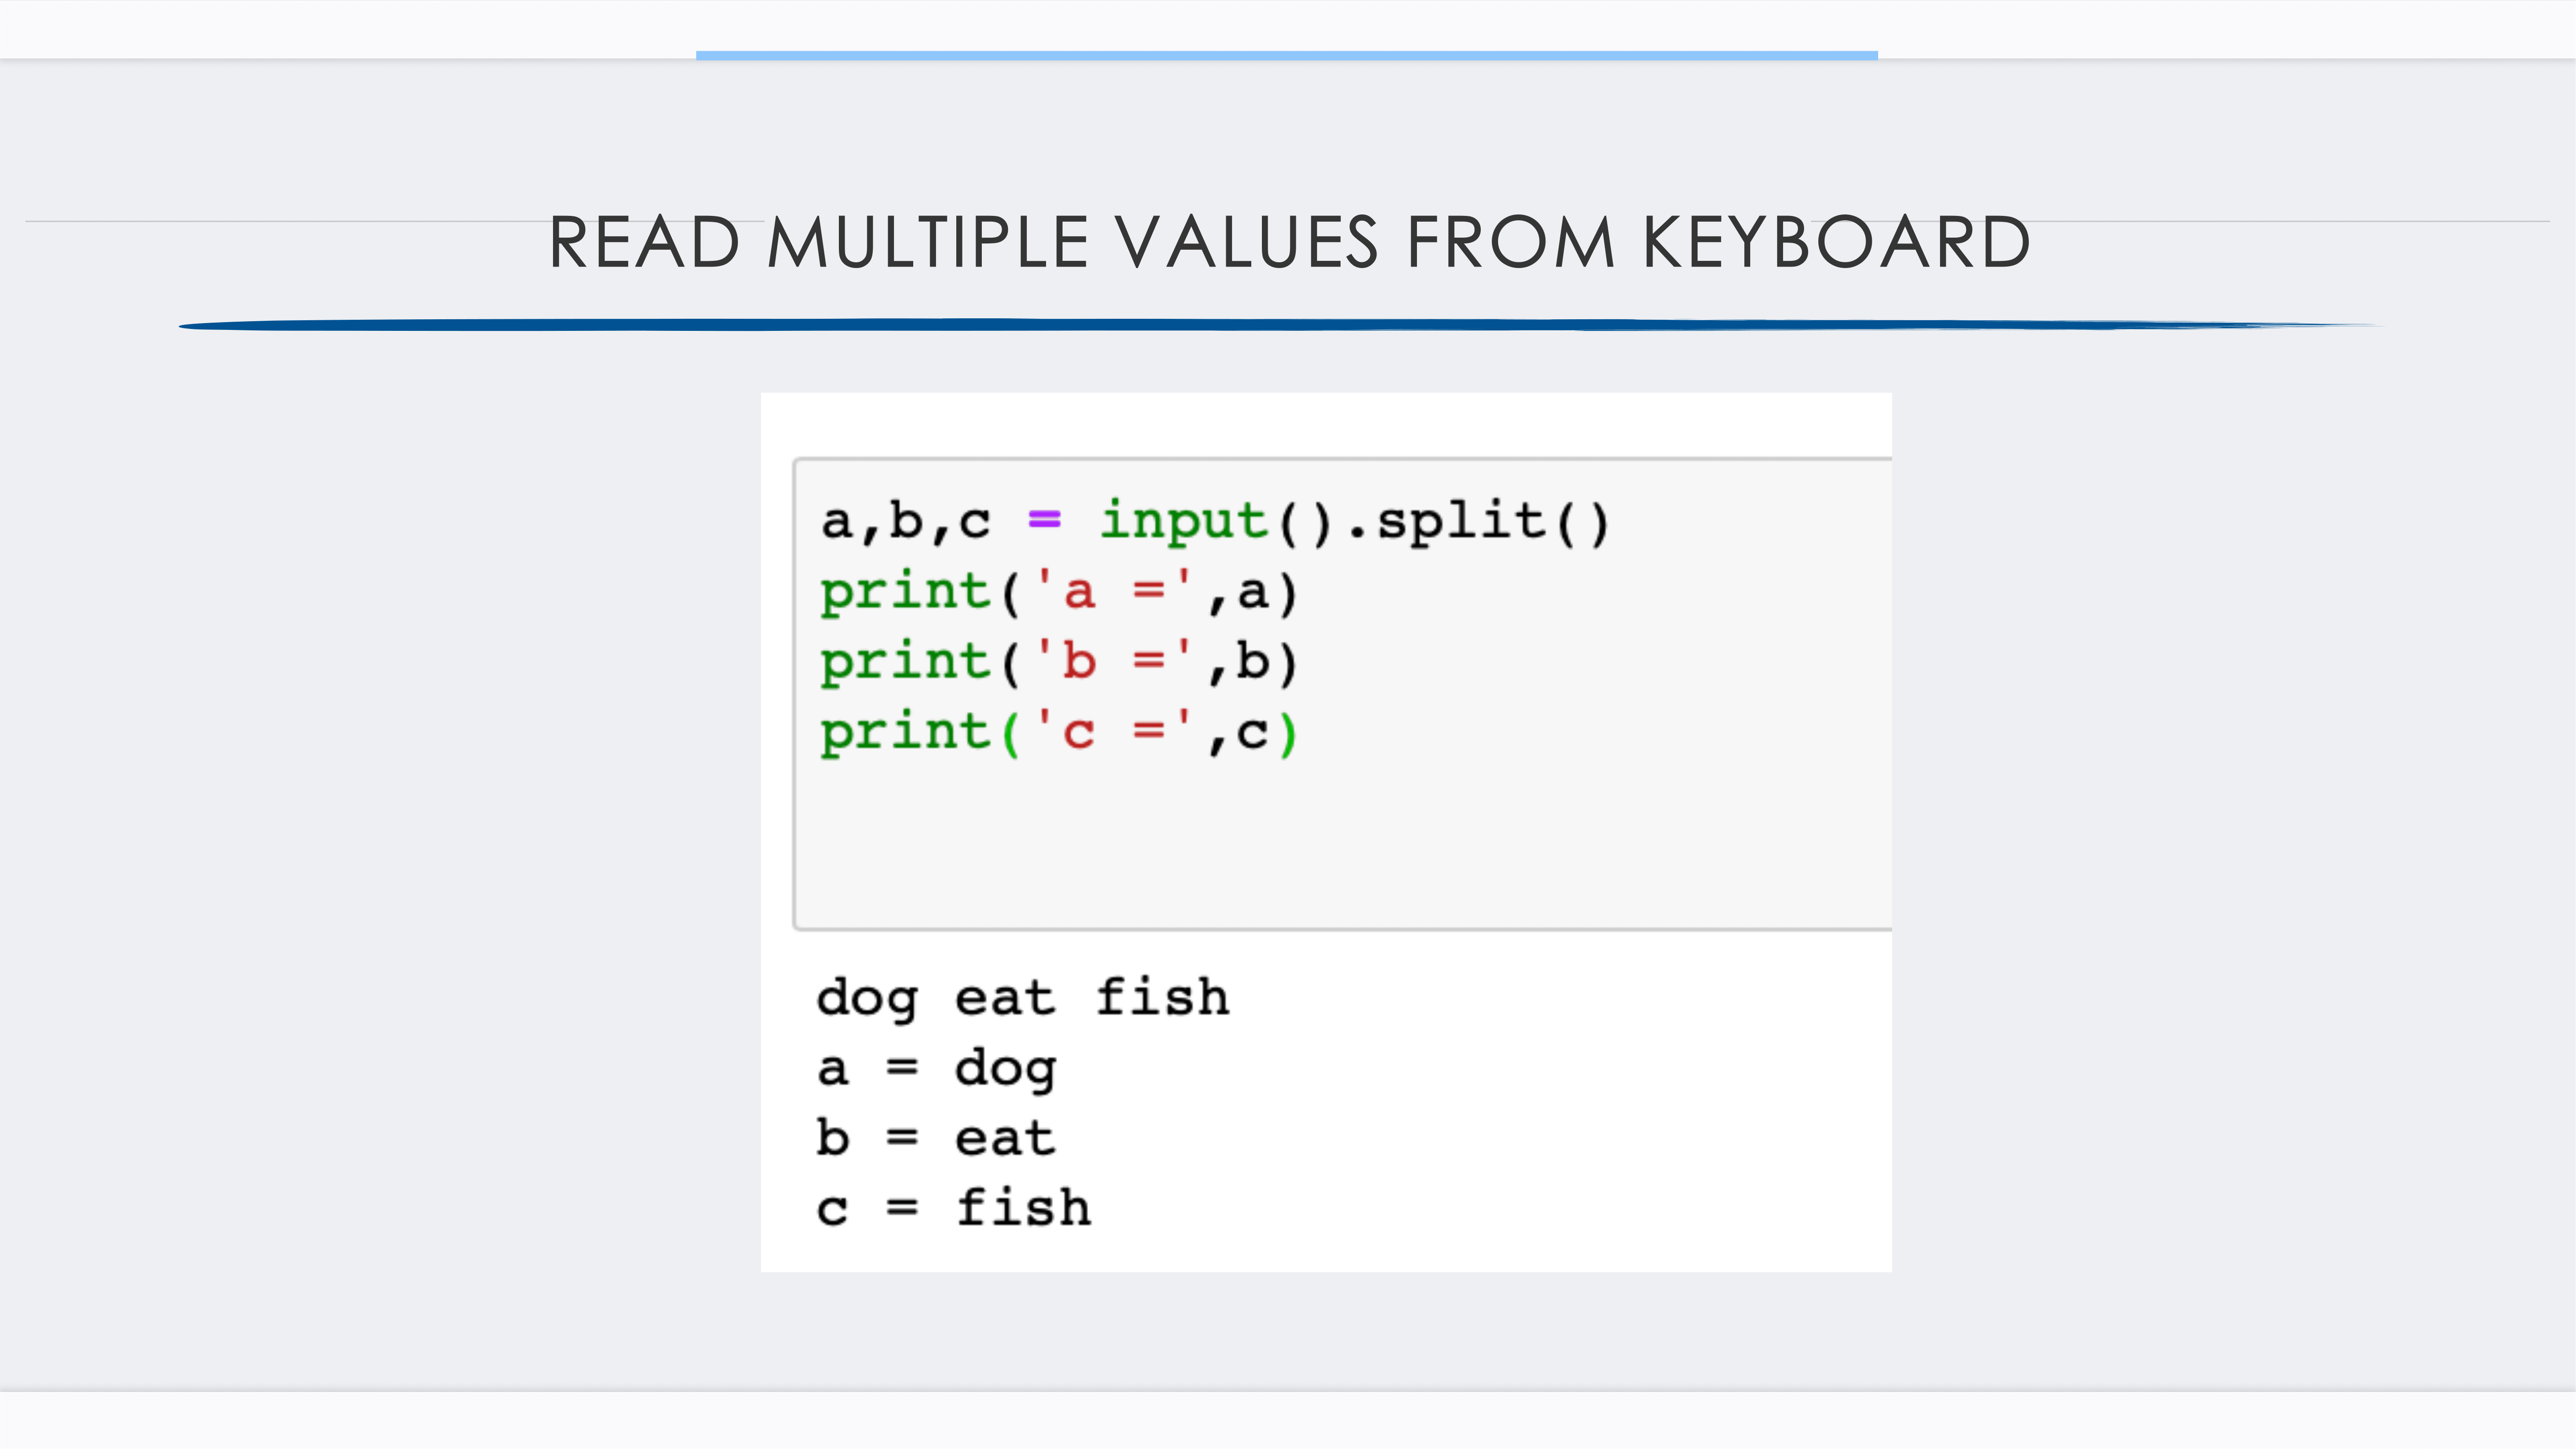 READ MULTIPLE VALUES FROM KEYBOARD
a,b,c = input().split()
print('a =',a)
print('b =',b)
print('c =',c)
dog eat fish
a = dog
b = eat
c = fish